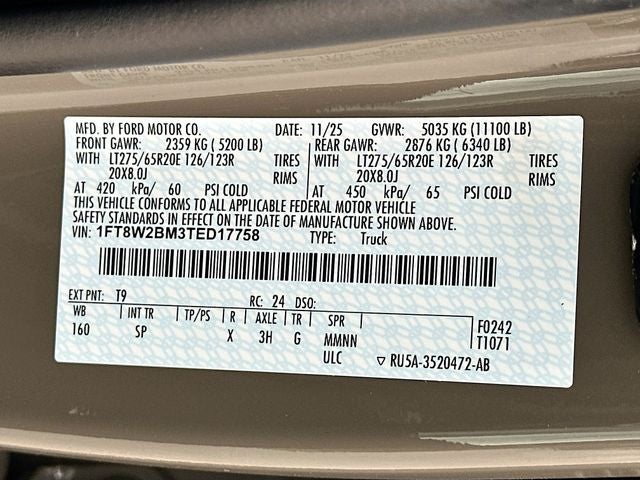 MFD. BY FORD MOTOR CO. DATE: 11/25 GVWR: 5035 KG (11100 LB)
FRONT GAWR: 2359 KG ( 5200 LB) REAR GAWR: 2876 KG ( 6340 LB)
WITH LT275/65R20E 126/123R TIRES WITH LT275/65R20E 126/123R TIRES
20X8.0J RIMS 20X8.0J RIMS
AT 420 kPa/ 60 PSI COLD AT 450 kPa/ 65 PSI COLD
THIS VEHICLE CONFORMS TO ALL APPLICABLE FEDERAL MOTOR VEHICLE
SAFETY STANDARDS IN EFFECT ON THE DATE OF MANUFACTURE SHOWN ABOVE.
VIN: 1FT8W2BM3TED17758 TYPE: Truck
EXT PNT: T9 RC: 24 DSO:
WB INT TR TP/PS R AXLE TR SPR F0242
160 SP X 3H G MMNN T1071
ULC RU5A-3520472-AB